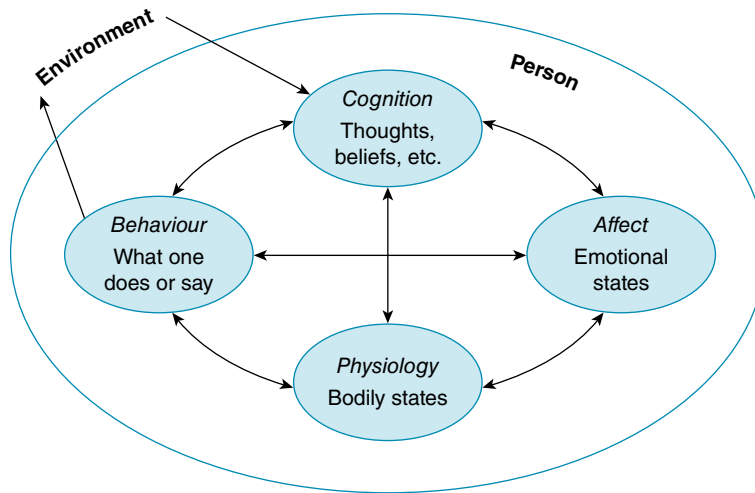 Environment
Person
Cognition
Thoughts,
beliefs, etc.
Behaviour
What one
does or say
Affect
Emotional
states
Physiology
Bodily states